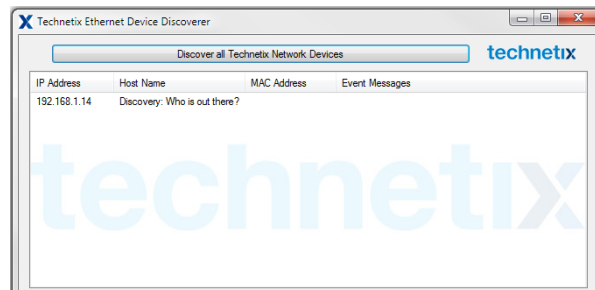 Technetix Ethernet Device Discoverer
Discover all Technetix Network Devices
technetix
IP Address Host Name MAC Address Event Messages
192.168.1.14 Discovery: Who is out there?
technetix